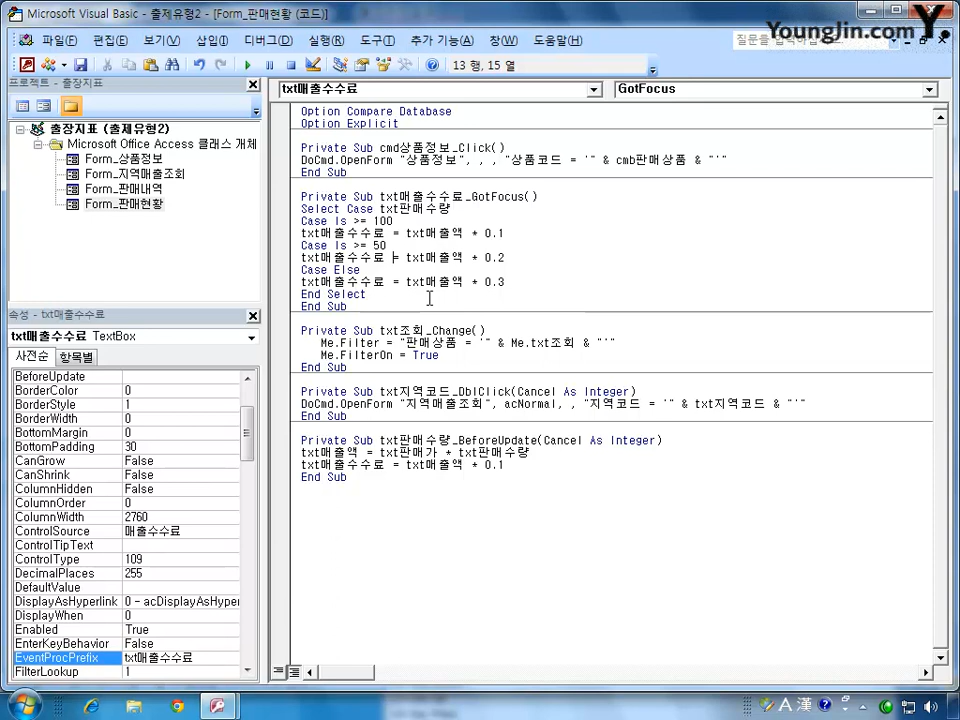 Microsoft Visual Basic - 출제유형2 - [Form_판매현황 (코드)]
YoungJin.com Y
파일(F) 편집(E) 보기(V) 삽입(I) 디버그(D) 실행(R) 도구(T) 추가 기능(A) 창(W) 도움말(H)
13 행, 15 열
프로젝트 - 출장지표
txt매출수수료 GotFocus
출장지표 (출제유형2)
Microsoft Office Access 클래스 개체
Form_상품정보
Form_지역매출조회
Form_판매내역
Form_판매현황
Option Compare Database
Option Explicit
Private Sub cmd상품정보_Click()
DoCmd.OpenForm "상품정보", , , "상품코드 = '" & cmb판매상품 & "'"
End Sub
Private Sub txt매출수수료_GotFocus()
Select Case txt판매수량
Case Is >= 100
txt매출수수료 = txt매출액 * 0.1
Case Is >= 50
txt매출수수료 = txt매출액 * 0.2
Case Else
txt매출수수료 = txt매출액 * 0.3
End Select
End Sub
Private Sub txt조회_Change()
Me.Filter = "판매상품 = '" & Me.txt조회 & "'"
Me.FilterOn = True
End Sub
Private Sub txt지역코드_DblClick(Cancel As Integer)
DoCmd.OpenForm "지역매출조회", acNormal, , "지역코드 = '" & txt지역코드 & "'"
End Sub
Private Sub txt판매수량_BeforeUpdate(Cancel As Integer)
txt매출액 = txt판매가 * txt판매수량
txt매출수수료 = txt매출액 * 0.1
End Sub
속성 - txt매출수수료
txt매출수수료 TextBox
사전순 항목별
BeforeUpdate
BorderColor 0
BorderStyle 1
BorderWidth 0
BottomMargin 0
BottomPadding 30
CanGrow False
CanShrink False
ColumnHidden False
ColumnOrder 0
ColumnWidth 2760
ControlSource 매출수수료
ControlTipText
ControlType 109
DecimalPlaces 255
DefaultValue
DisplayAsHyperlink 0 - acDisplayAsHyper
DisplayWhen 0
Enabled True
EnterKeyBehavior False
EventProcPrefix txt매출수수료
FilterLookup 1
A 漢